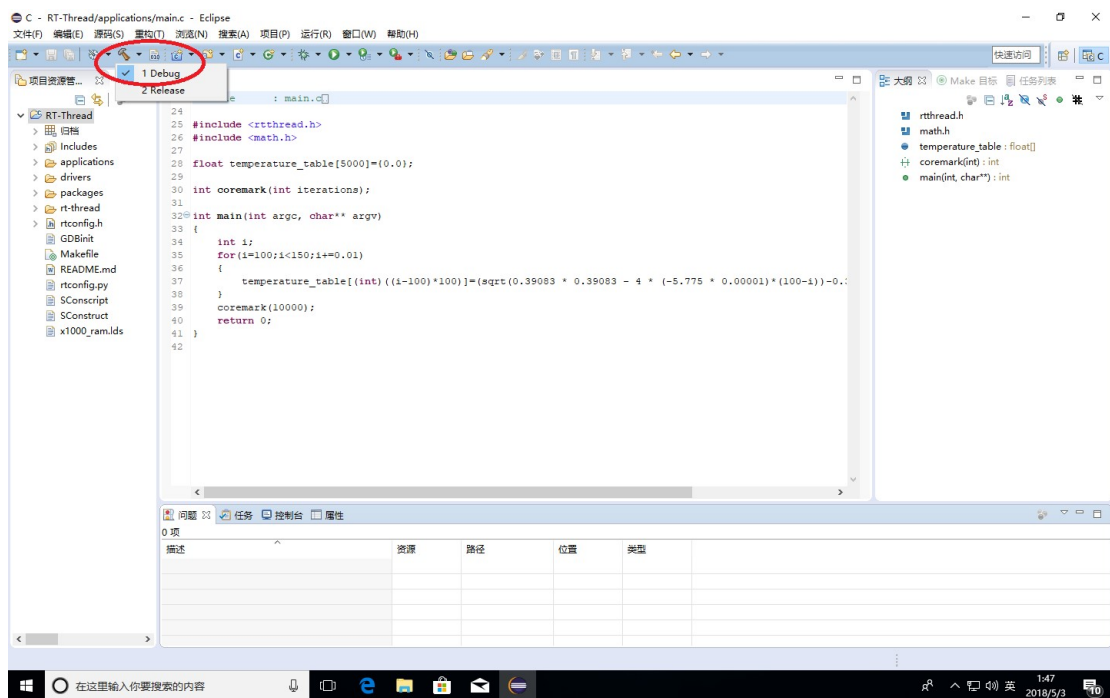 C - RT-Thread/applications/main.c - Eclipse
文件(F) 编辑(E) 源码(S) 重构(T) 浏览(N) 搜索(A) 项目(P) 运行(R) 窗口(W) 帮助(H)
快速访问
C
项目资源管...
1 Debug
2 Release
大纲 Make 目标 任务列表
RT-Thread
归档
Includes
applications
drivers
packages
rt-thread
rtconfig.h
GDBinit
Makefile
README.md
rtconfig.py
SConscript
SConstruct
x1000_ram.lds
e : main.c
24
25 #include <rtthread.h>
26 #include <math.h>
27
28 float temperature_table[5000]={0.0};
29
30 int coremark(int iterations);
31
32 int main(int argc, char** argv)
33 {
34 int i;
35 for(i=100;i<150;i+=0.01)
36 {
37 temperature_table[(int)((i-100)*100)]=(sqrt(0.39083 * 0.39083 - 4 * (-5.775 * 0.00001)*(100-i))-0.
38 }
39 coremark(10000);
40 return 0;
41 }
42
rtthread.h
math.h
temperature_table : float[]
coremark(int) : int
main(int, char**) : int
问题 任务 控制台 属性
0 项
描述 资源 路径 位置 类型
在这里输入你要搜索的内容
英
1:47
2018/5/3
10